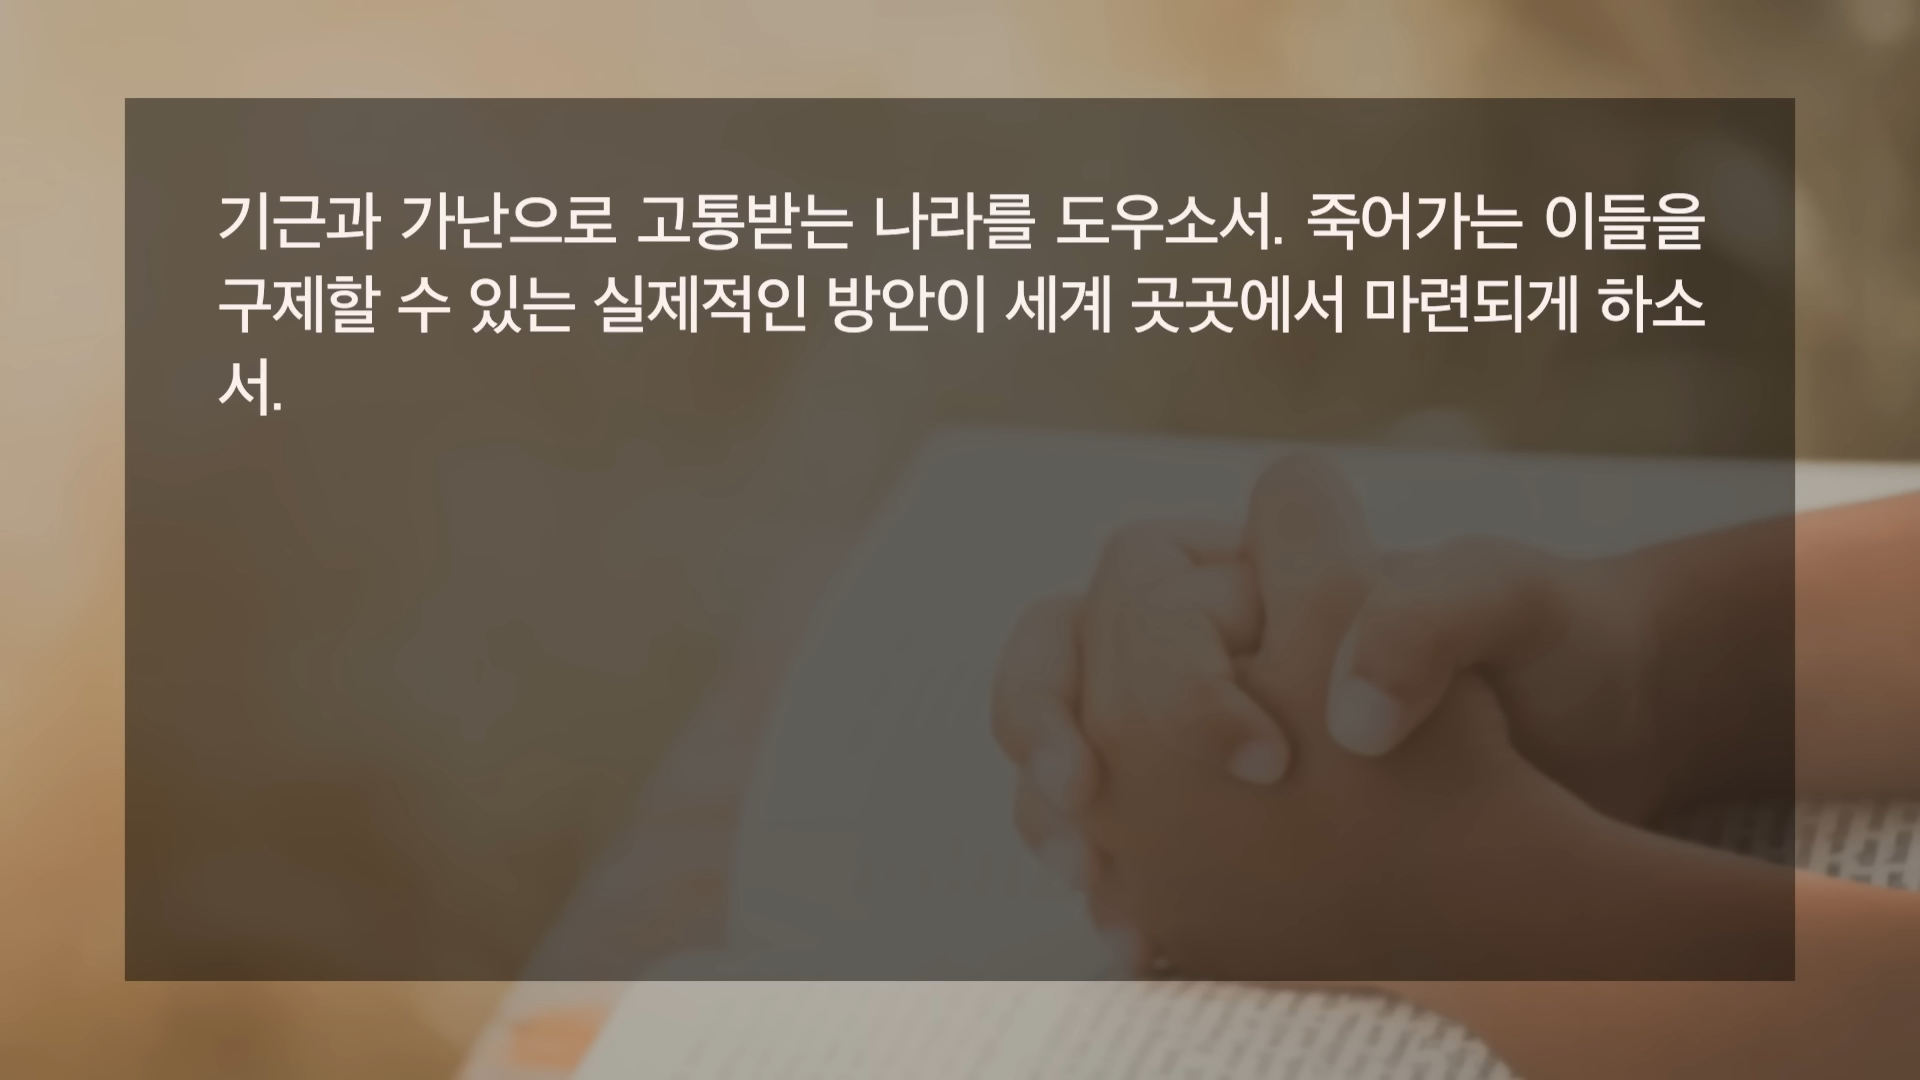 기근과 가난으로 고통받는 나라를 도우소서. 죽어가는 이들을
구제할 수 있는 실제적인 방안이 세계 곳곳에서 마련되게 하소
서.